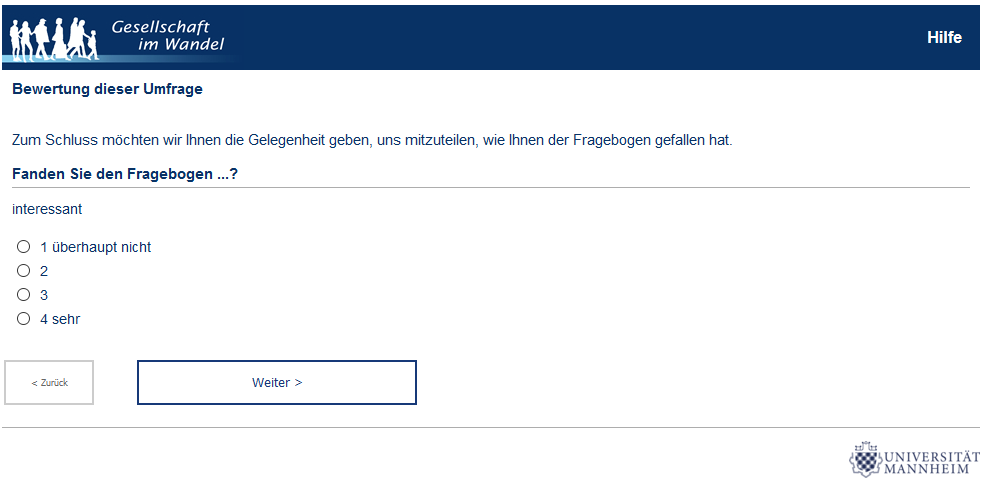 Gesellschaft
im Wandel
Hilfe
Bewertung dieser Umfrage
Zum Schluss möchten wir Ihnen die Gelegenheit geben, uns mitzuteilen, wie Ihnen der Fragebogen gefallen hat.
Fanden Sie den Fragebogen ...?
interessant
1 überhaupt nicht
2
3
4 sehr
< Zurück
Weiter >
UNIVERSITÄT
MANNHEIM